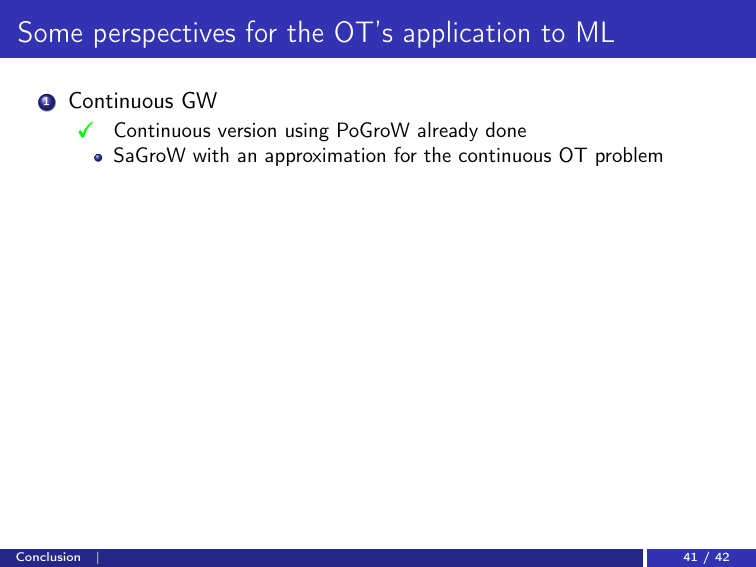 Some perspectives for the OT's application to ML
1 Continuous GW
✓ Continuous version using PoGroW already done
• SaGroW with an approximation for the continuous OT problem
Conclusion | 41 / 42